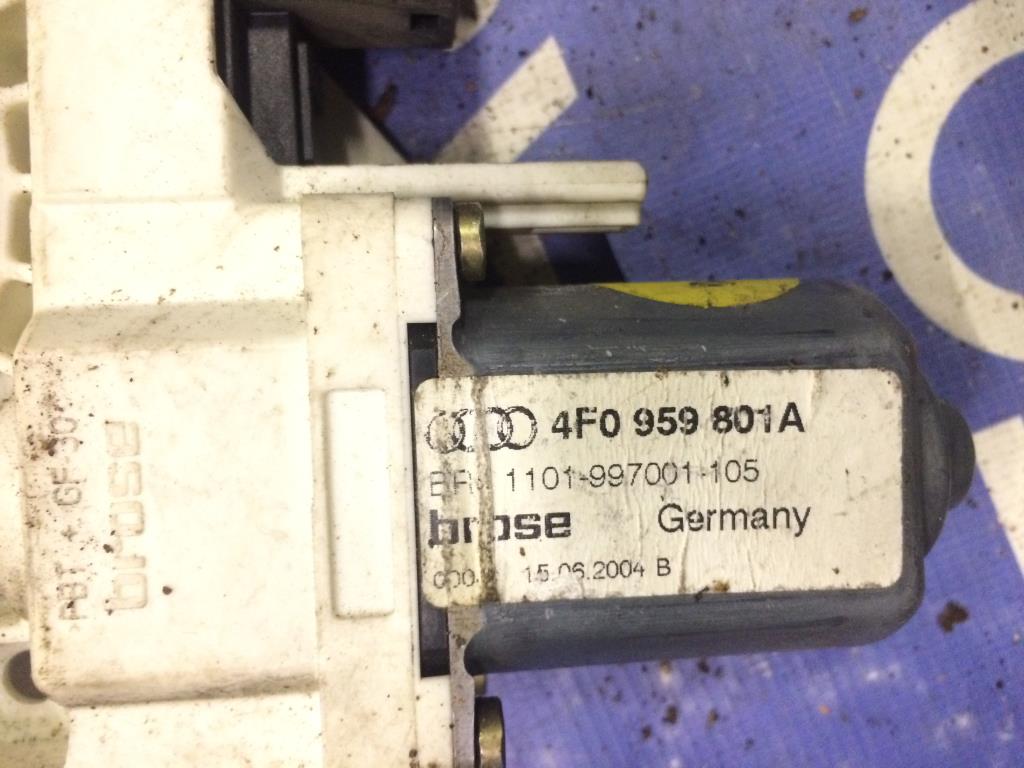 4F0 959 801A
1101-997001-105
brose Germany
15.06.2004 B
PBT + GF 30
brose